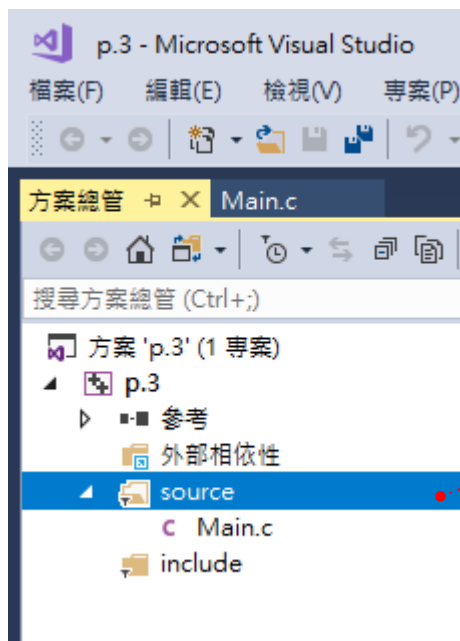 p.3 - Microsoft Visual Studio
檔案(F) 編輯(E) 檢視(V) 專案(P)
方案總管 Main.c
搜尋方案總管 (Ctrl+;)
方案 'p.3' (1 專案)
p.3
參考
外部相依性
source
C Main.c
include